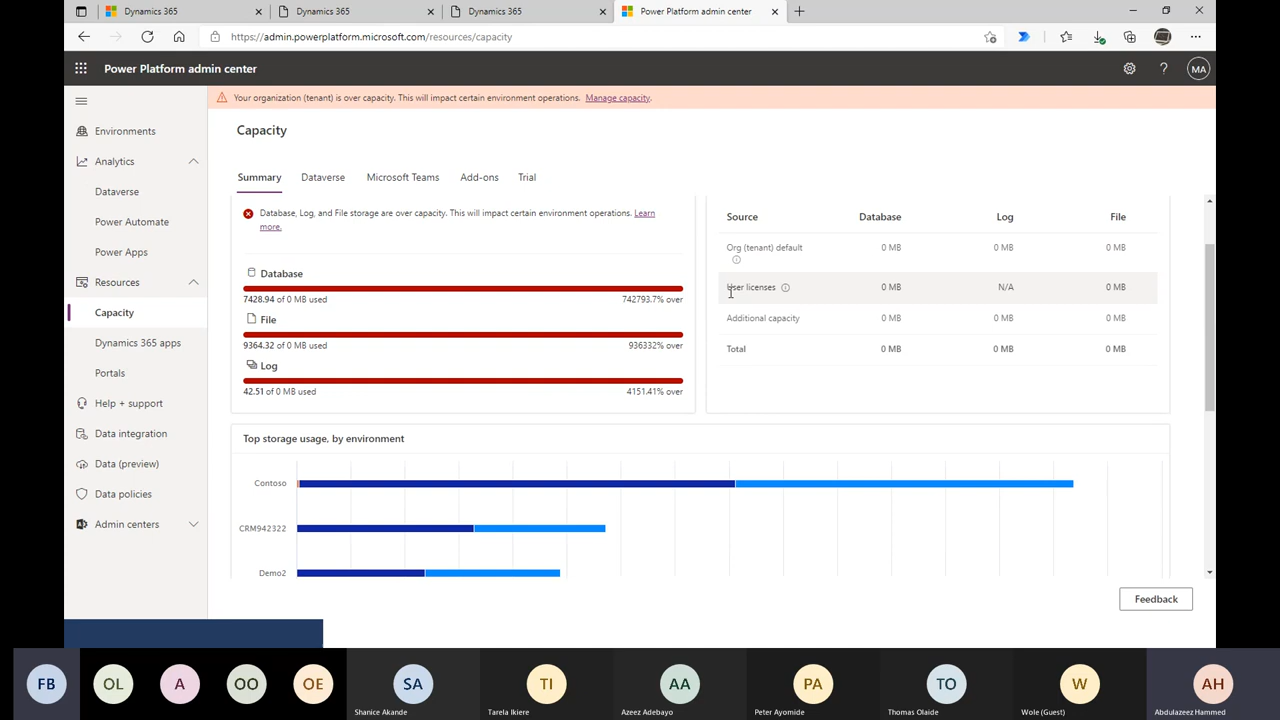 Dynamics 365
Dynamics 365
Dynamics 365
Power Platform admin center
https://admin.powerplatform.microsoft.com/resources/capacity
Power Platform admin center
MA
Your organization (tenant) is over capacity. This will impact certain environment operations. Manage capacity.
Environments
Analytics
Dataverse
Power Automate
Power Apps
Resources
Capacity
Dynamics 365 apps
Portals
Help + support
Data integration
Data (preview)
Data policies
Admin centers
Capacity
Summary
Dataverse
Microsoft Teams
Add-ons
Trial
Database, Log, and File storage are over capacity. This will impact certain environment operations. Learn
more.
Database
7428.94 of 0 MB used 742793.7% over
File
9364.32 of 0 MB used 936332% over
Log
42.51 of 0 MB used 4151.41% over
Source Database Log File
Org (tenant) default 0 MB 0 MB 0 MB
User licenses 0 MB N/A 0 MB
Additional capacity 0 MB 0 MB 0 MB
Total 0 MB 0 MB 0 MB
Top storage usage, by environment
Contoso
CRM942322
Demo2
Feedback
FB
OL
A
OO
OE
SA
Shanice Akande
TI
Tarela Ikiere
AA
Azeez Adebayo
PA
Peter Ayomide
TO
Thomas Olaide
W
Wole (Guest)
AH
Abdulazeez Hammed